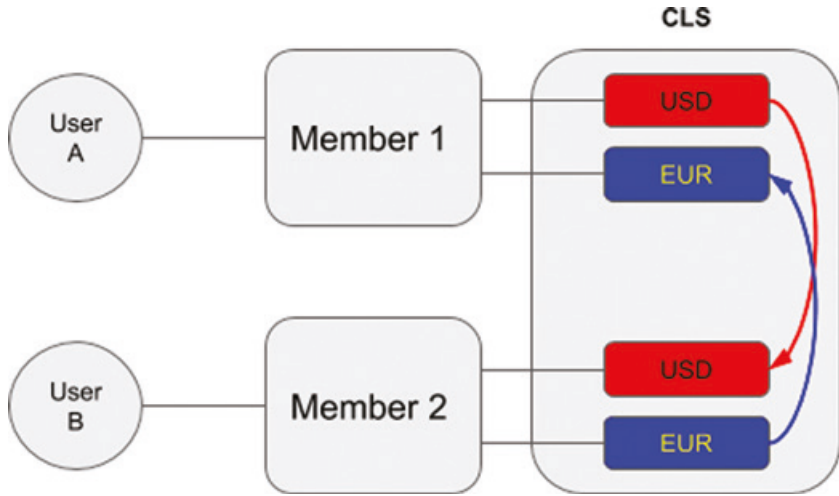 CLS
User
A
Member 1
USD
EUR
User
B
Member 2
USD
EUR